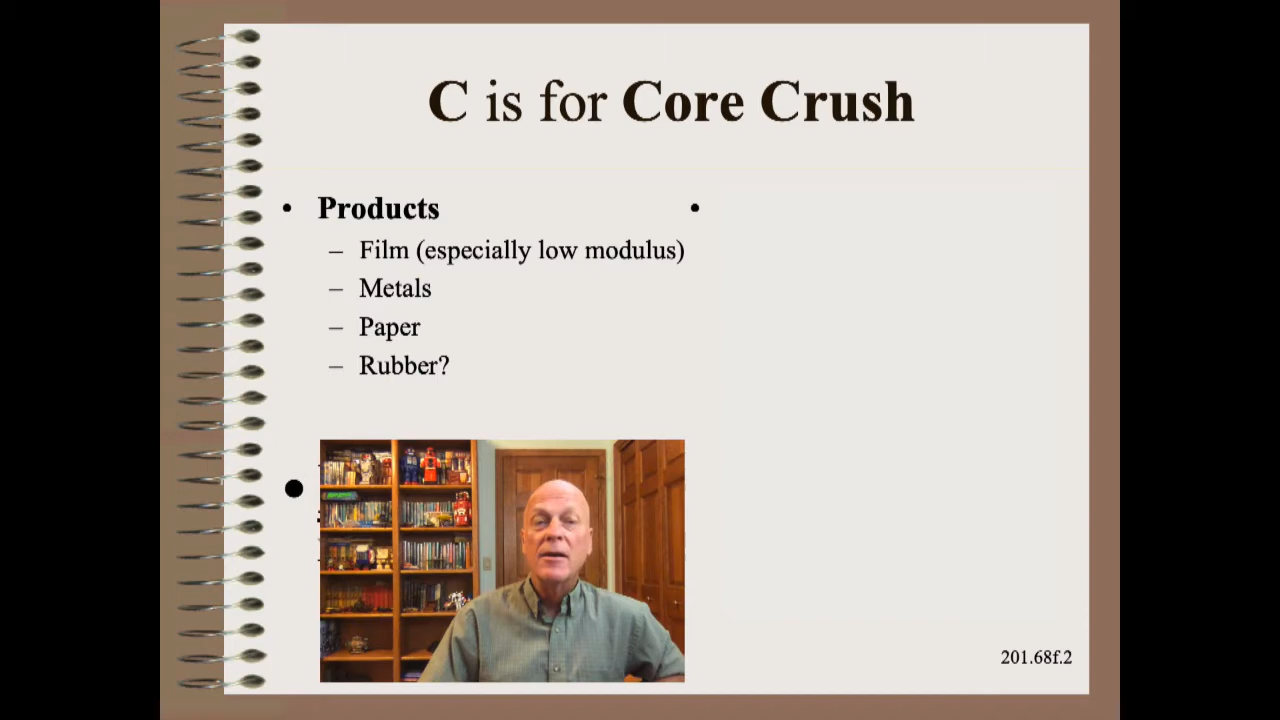 C is for Core Crush
• Products
– Film (especially low modulus)
– Metals
– Paper
– Rubber?
•
•
201.68f.2